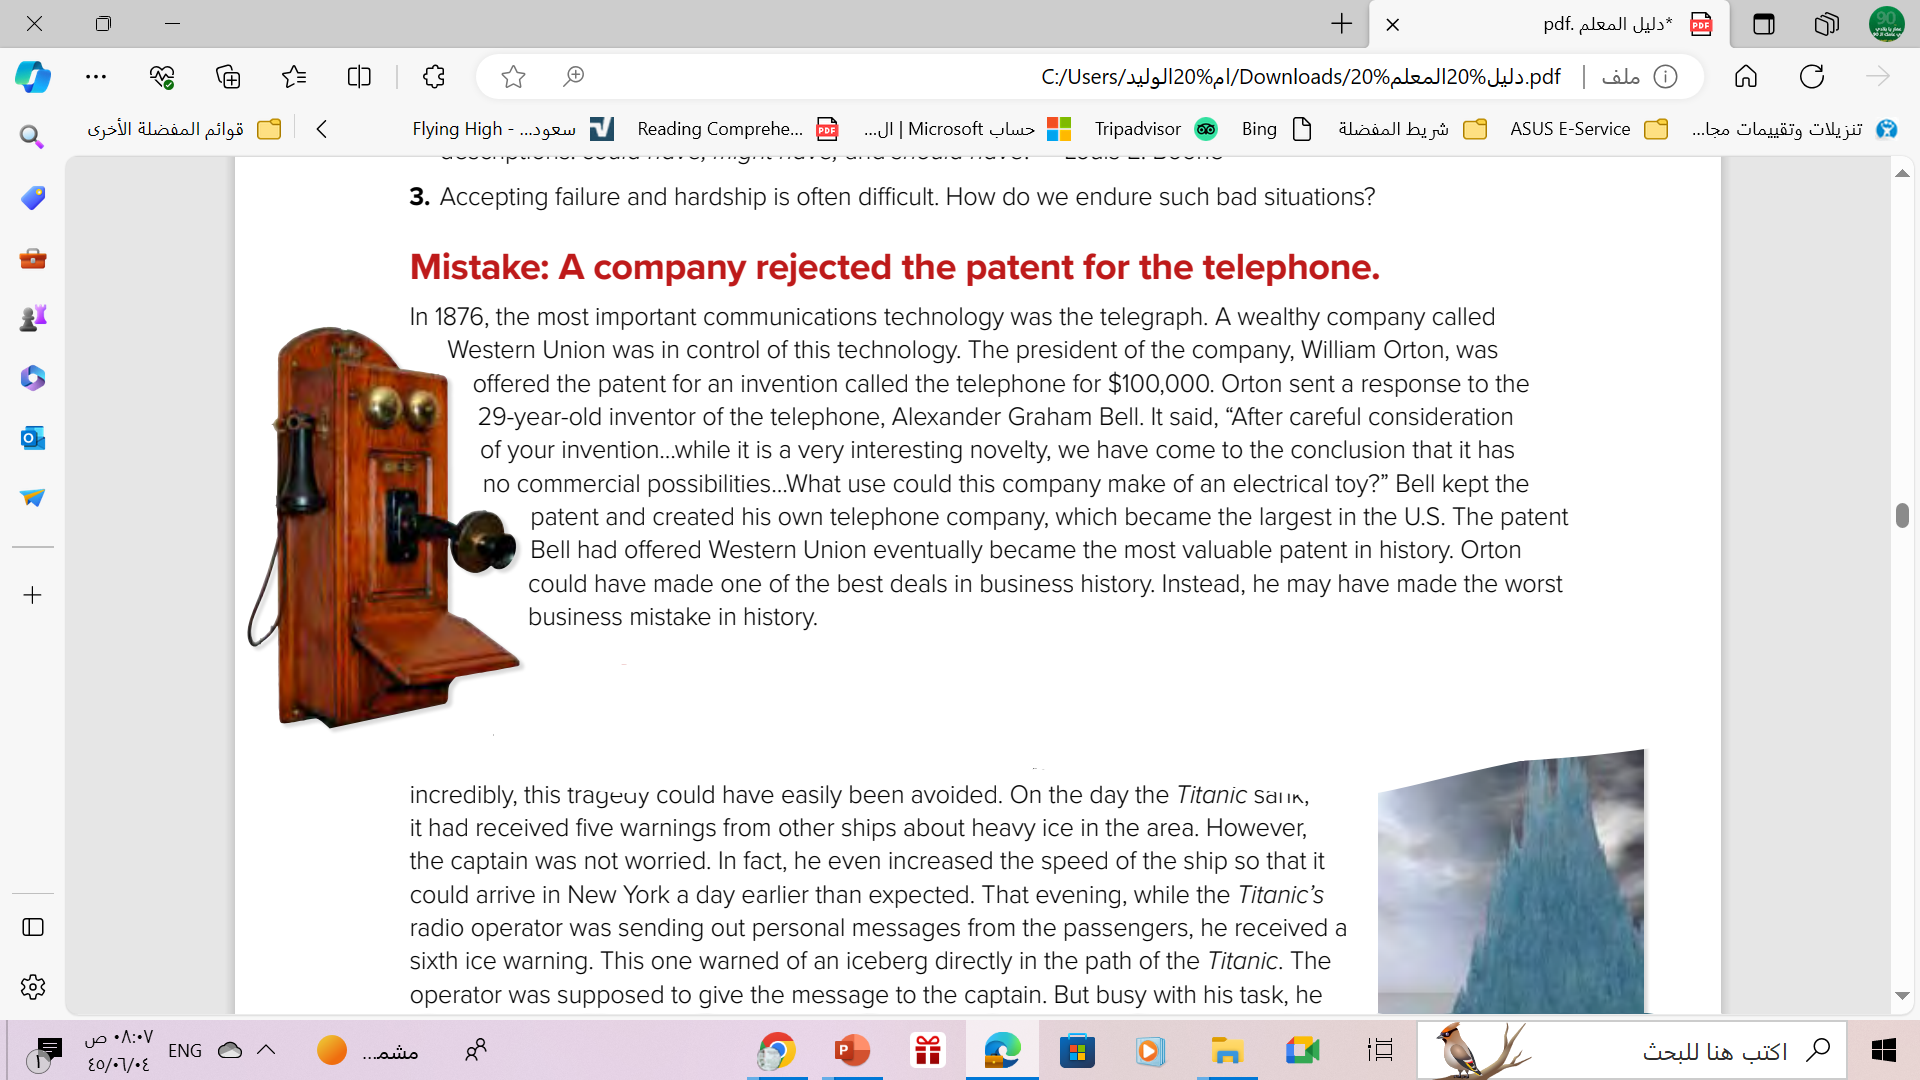 *دليل المعلم .pdf
C:/Users/ام%20الوليد/Downloads/دليل%20المعلم%20.pdf
ملف
قوائم المفضلة الأخرى
Flying High - سعود...
Reading Comprehe...
حساب Microsoft | ال...
Tripadvisor
Bing
شريط المفضلة
ASUS E-Service
تنزيلات وتقييمات مجا...
3. Accepting failure and hardship is often difficult. How do we endure such bad situations?
Mistake: A company rejected the patent for the telephone.
In 1876, the most important communications technology was the telegraph. A wealthy company called
Western Union was in control of this technology. The president of the company, William Orton, was
offered the patent for an invention called the telephone for $100,000. Orton sent a response to the
29-year-old inventor of the telephone, Alexander Graham Bell. It said, “After careful consideration
of your invention...while it is a very interesting novelty, we have come to the conclusion that it has
no commercial possibilities...What use could this company make of an electrical toy?” Bell kept the
patent and created his own telephone company, which became the largest in the U.S. The patent
Bell had offered Western Union eventually became the most valuable patent in history. Orton
could have made one of the best deals in business history. Instead, he may have made the worst
business mistake in history.
incredibly, this tragedy could have easily been avoided. On the day the Titanic sank,
it had received five warnings from other ships about heavy ice in the area. However,
the captain was not worried. In fact, he even increased the speed of the ship so that it
could arrive in New York a day earlier than expected. That evening, while the Titanic’s
radio operator was sending out personal messages from the passengers, he received a
sixth ice warning. This one warned of an iceberg directly in the path of the Titanic. The
operator was supposed to give the message to the captain. But busy with his task, he
٠٨:٠٧ ص
٤٥/٠٦/٠٤
ENG
مشم...
اكتب هنا للبحث